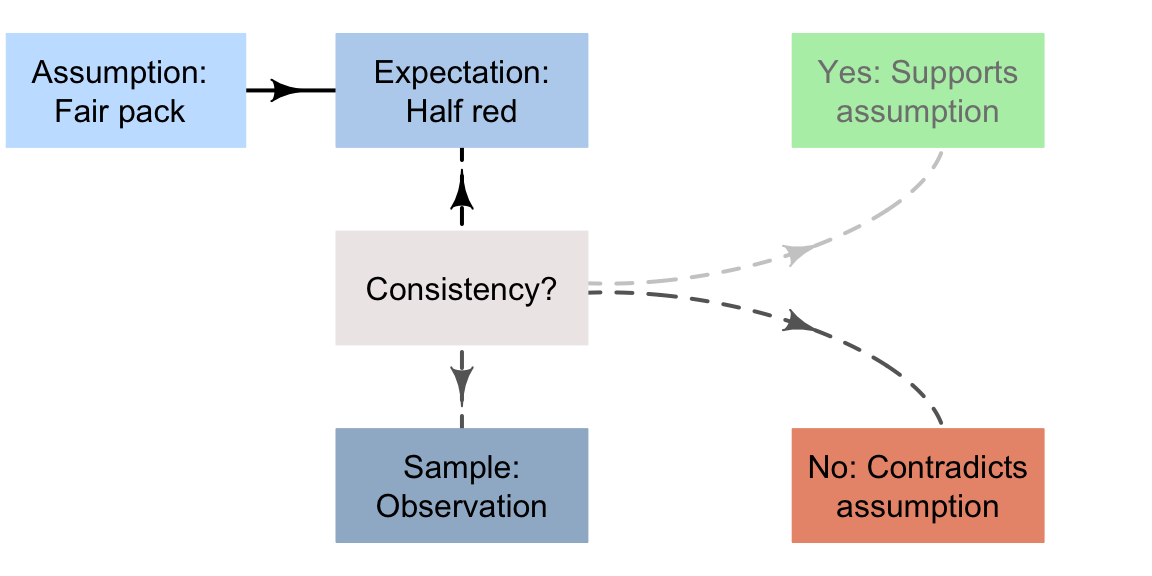 Assumption:
Fair pack
Expectation:
Half red
Yes: Supports
assumption
Consistency?
Sample:
Observation
No: Contradicts
assumption